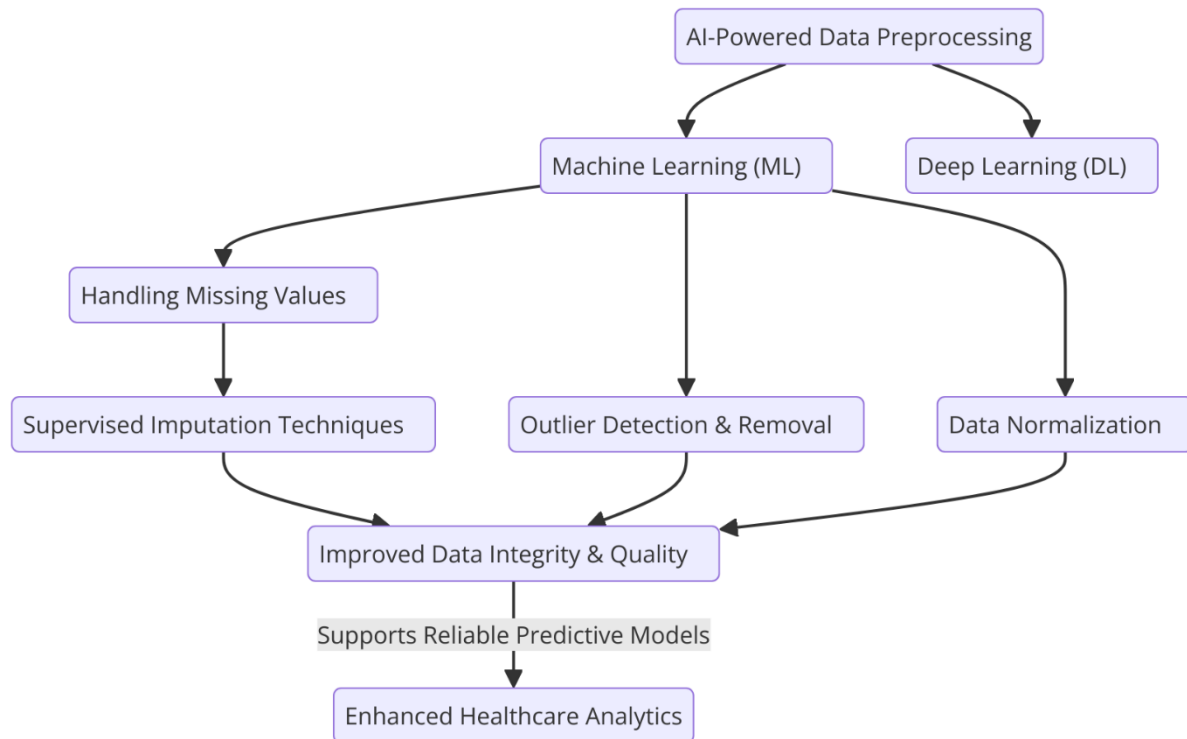 AI-Powered Data Preprocessing
Machine Learning (ML)
Deep Learning (DL)
Handling Missing Values
Supervised Imputation Techniques
Outlier Detection & Removal
Data Normalization
Improved Data Integrity & Quality
Supports Reliable Predictive Models
Enhanced Healthcare Analytics